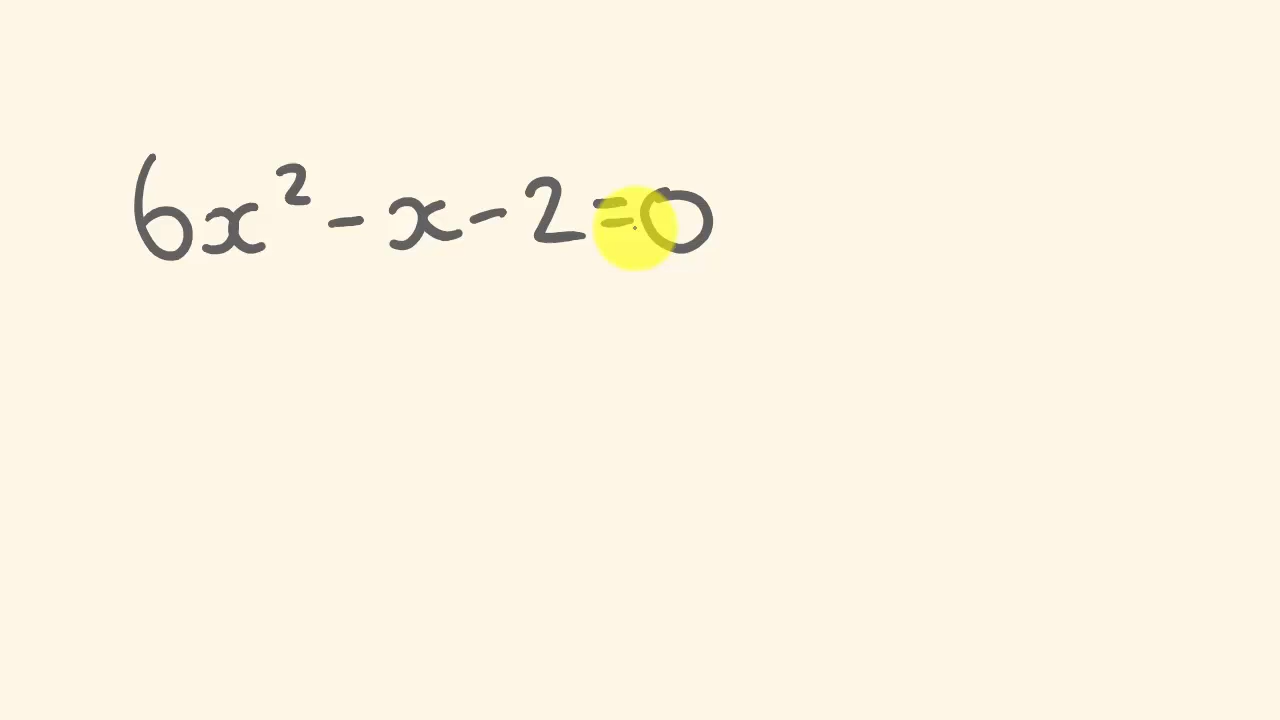 6x² - x - 2 = 0